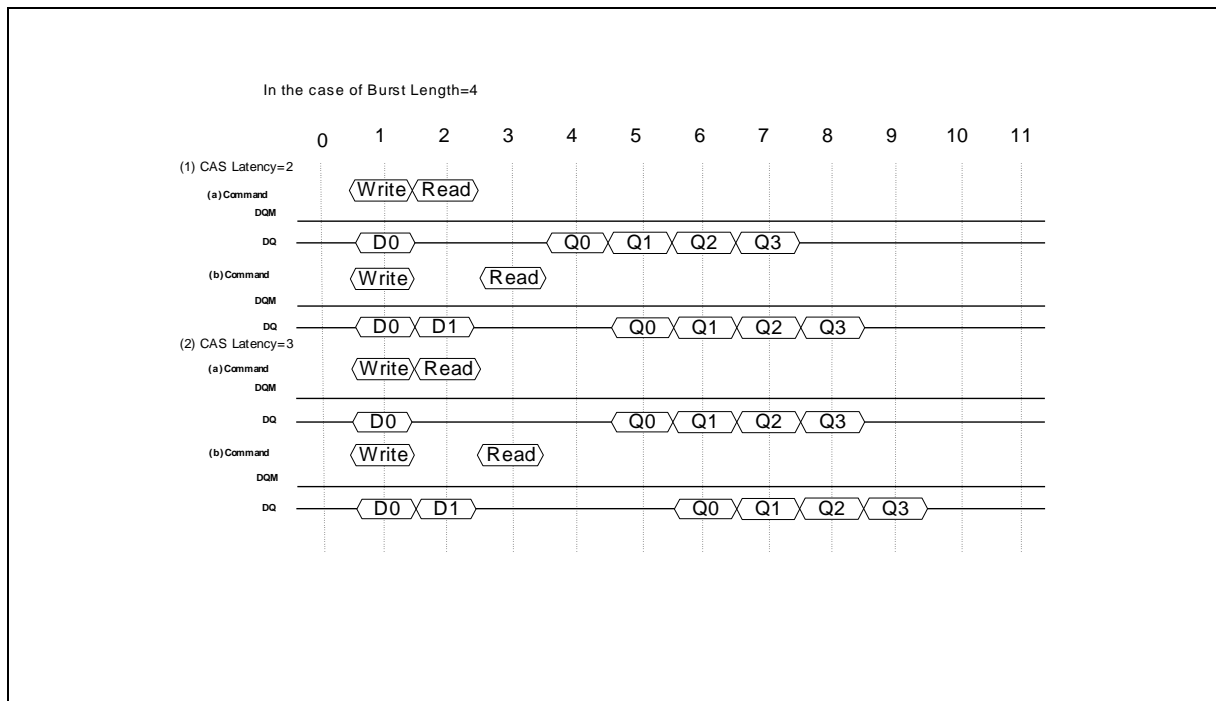 In the case of Burst Length=4
0 1 2 3 4 5 6 7 8 9 10 11
(1) CAS Latency=2
(a)Command Write Read
DQM
DQ D0 Q0 Q1 Q2 Q3
(b)Command Write Read
DQM
DQ D0 D1 Q0 Q1 Q2 Q3
(2) CAS Latency=3
(a)Command Write Read
DQM
DQ D0 Q0 Q1 Q2 Q3
(b)Command Write Read
DQM
DQ D0 D1 Q0 Q1 Q2 Q3